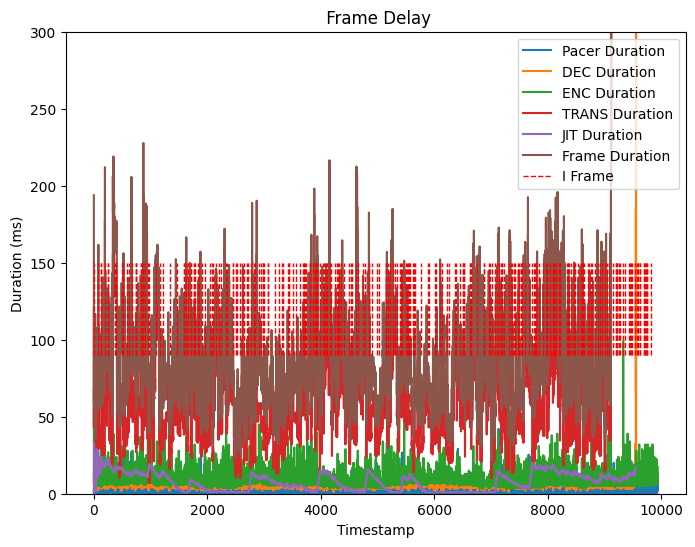 Frame Delay
300
250
200
150
100
50
0
Duration (ms)
Pacer Duration
DEC Duration
ENC Duration
TRANS Duration
JIT Duration
Frame Duration
I Frame
0 2000 4000 6000 8000 10000
Timestamp